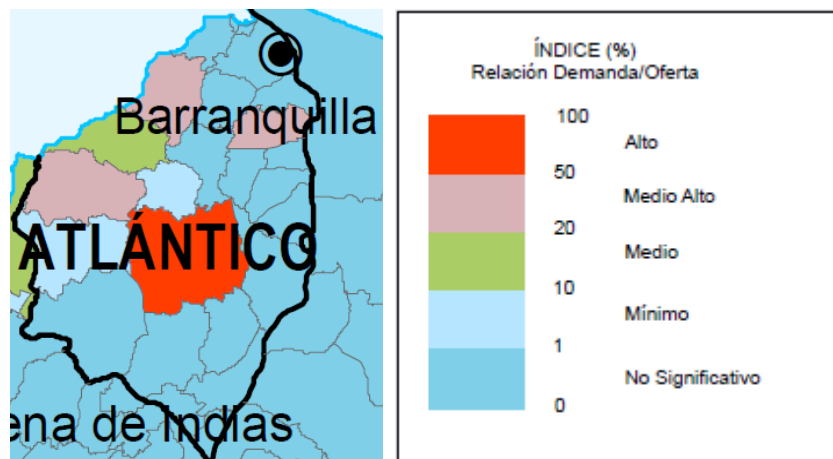 Barranquilla
ATLÁNTICO
ena de Indias
ÍNDICE (%)
Relación Demanda/Oferta
100
Alto
50
Medio Alto
20
Medio
10
Mínimo
1
No Significativo
0